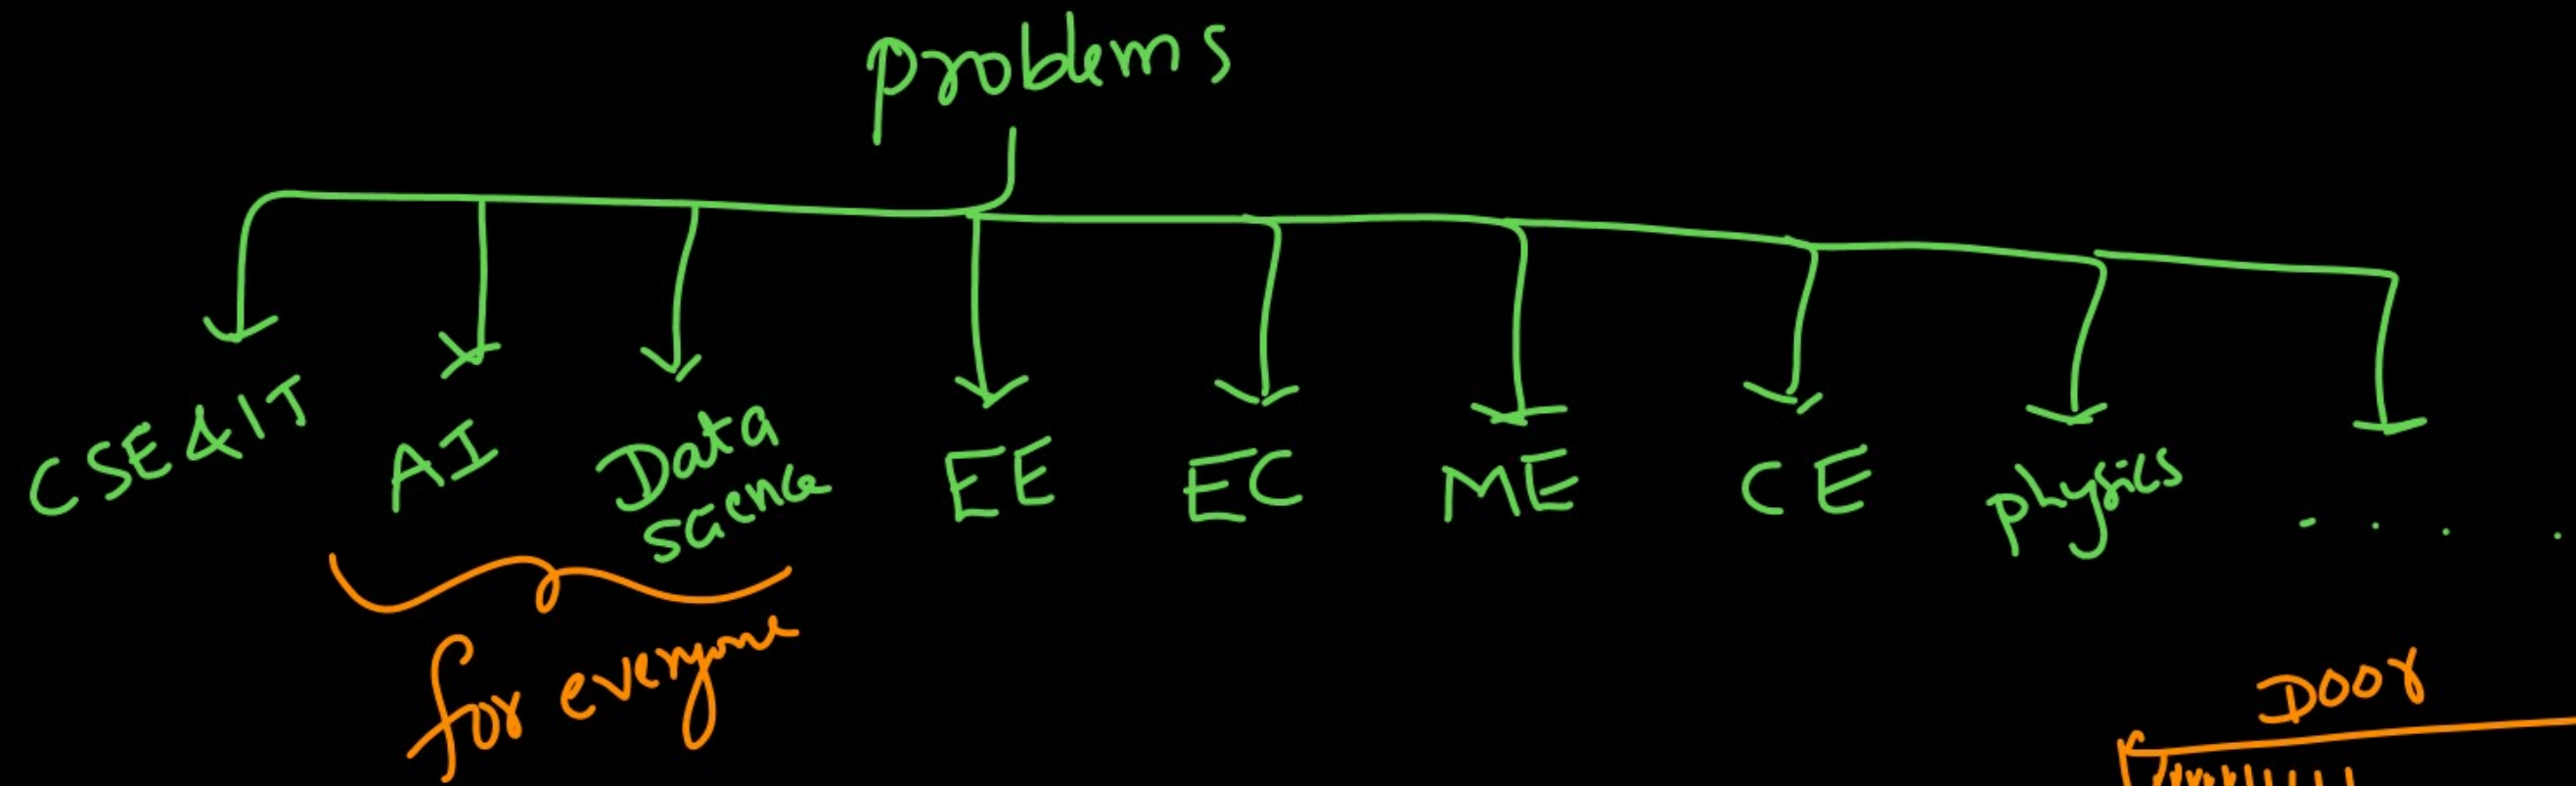 problems
CSE & IT
AI
Data
science
EE
EC
ME
CE
physics
. . . .
for everyone
Door